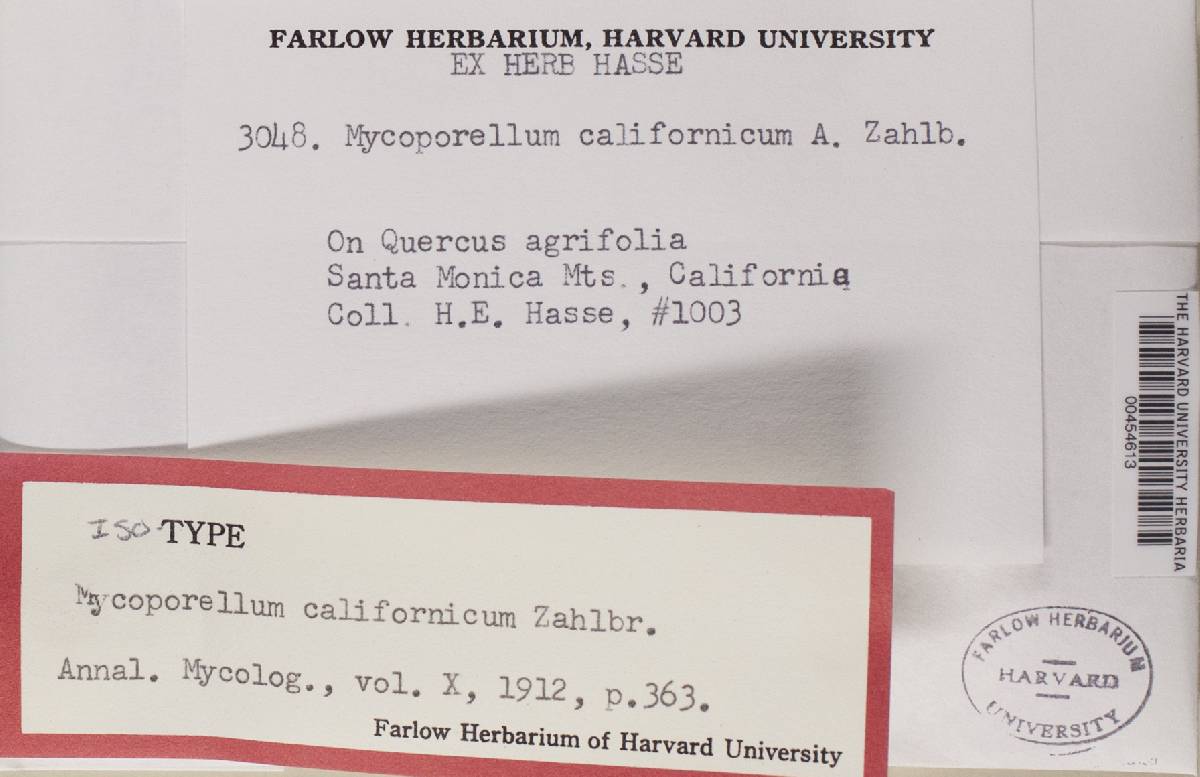 FARLOW HERBARIUM, HARVARD UNIVERSITY
EX HERB HASSE
3048. Mycoporellum californicum A. Zahlb.
On Quercus agrifolia
Santa Monica Mts., California
Coll. H.E. Hasse, #1003
THE HARVARD UNIVERSITY HERBARIA
00454613
ISO TYPE
Mycoporellum californicum Zahlbr.
Annal. Mycolog., vol. X, 1912, p.363.
Farlow Herbarium of Harvard University
FARLOW HERBARIUM
HARVARD
UNIVERSITY